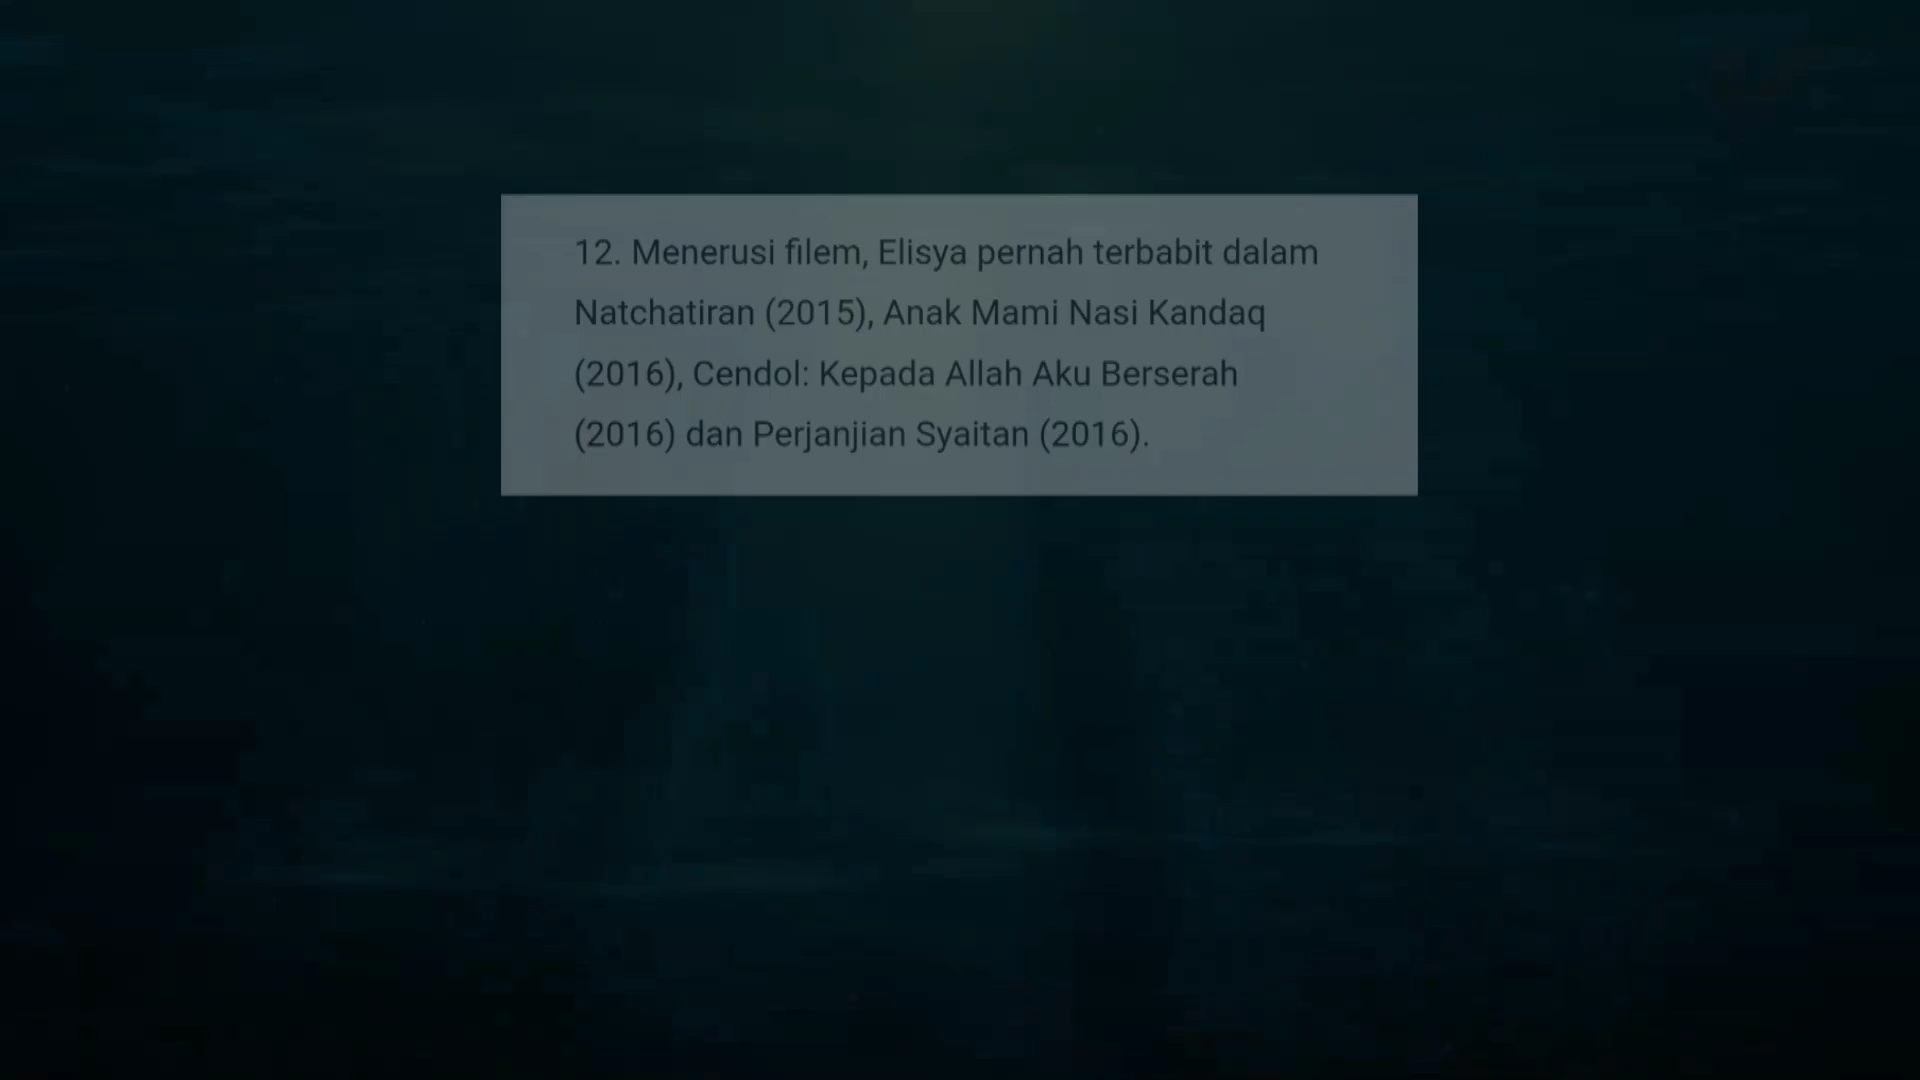 12. Menerusi filem, Elisya pernah terbabit dalam
Natchatiran (2015), Anak Mami Nasi Kandaq
(2016), Cendol: Kepada Allah Aku Berserah
(2016) dan Perjanjian Syaitan (2016).